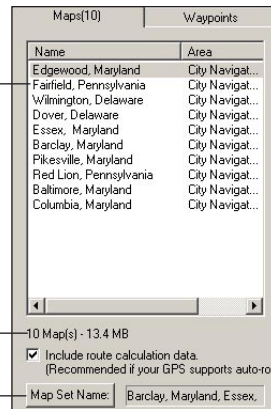 Maps(10) Waypoints
Name Area
Edgewood, Maryland City Navigat...
Fairfield, Pennsylvania City Navigat...
Wilmington, Delaware City Navigat...
Dover, Delaware City Navigat...
Essex, Maryland City Navigat...
Barclay, Maryland City Navigat...
Pikesville, Maryland City Navigat...
Red Lion, Pennsylvania City Navigat...
Baltimore, Maryland City Navigat...
Columbia, Maryland City Navigat...
10 Map(s) - 13.4 MB
Include route calculation data.
(Recommended if your GPS supports auto-ro
Map Set Name: Barclay, Maryland, Essex,